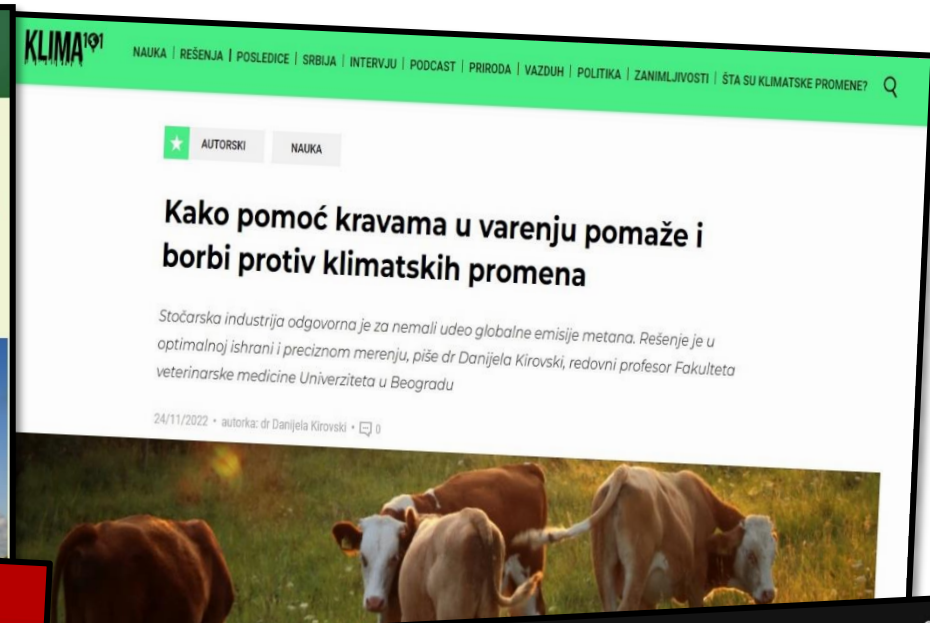 KLIMA101
NAUKA | REŠENJA | POSLEDICE | SRBIJA | INTERVJU | PODCAST | PRIRODA | VAZDUH | POLITIKA | ZANIMLJIVOSTI | ŠTA SU KLIMATSKE PROMENE?
AUTORSKI NAUKA
Kako pomoć kravama u varenju pomaže i
borbi protiv klimatskih promena
Stočarska industrija odgovorna je za nemali udeo globalne emisije metana. Rešenje je u
optimalnoj ishrani i preciznom merenju, piše dr Danijela Kirovski, redovni profesor Fakulteta
veterinarske medicine Univerziteta u Beogradu
24/11/2022 • autorka: dr Danijela Kirovski • 0